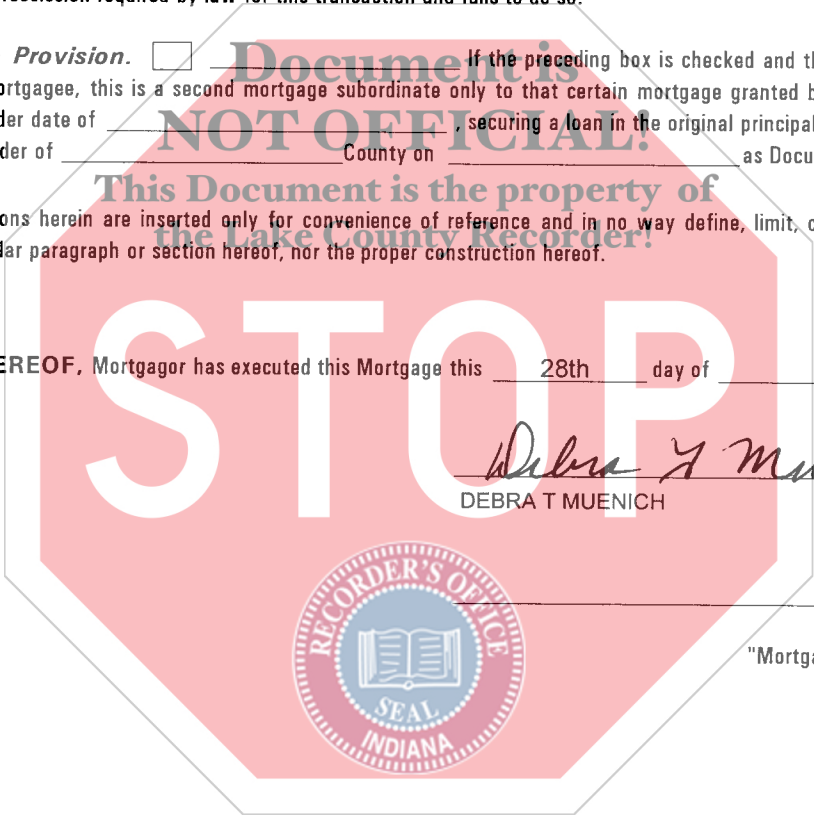 Provision. If the preceding box is checked and
rtgagee, this is a second mortgage subordinate only to that certain mortgage granted
der date of , securing a loan in the original principal
der of County on as Docu
ons herein are inserted only for convenience of reference and in no way define, limit,
lar paragraph or section hereof, nor the proper construction hereof.
Document is
NOT OFFICIAL!
This Document is the property of
the Lake County Recorder!
STOP
EREOF, Mortgagor has executed this Mortgage this 28th day of
Debra T Mu
DEBRA T MUENICH
"Mortga
RECORDER'S OFFICE
SEAL
INDIANA